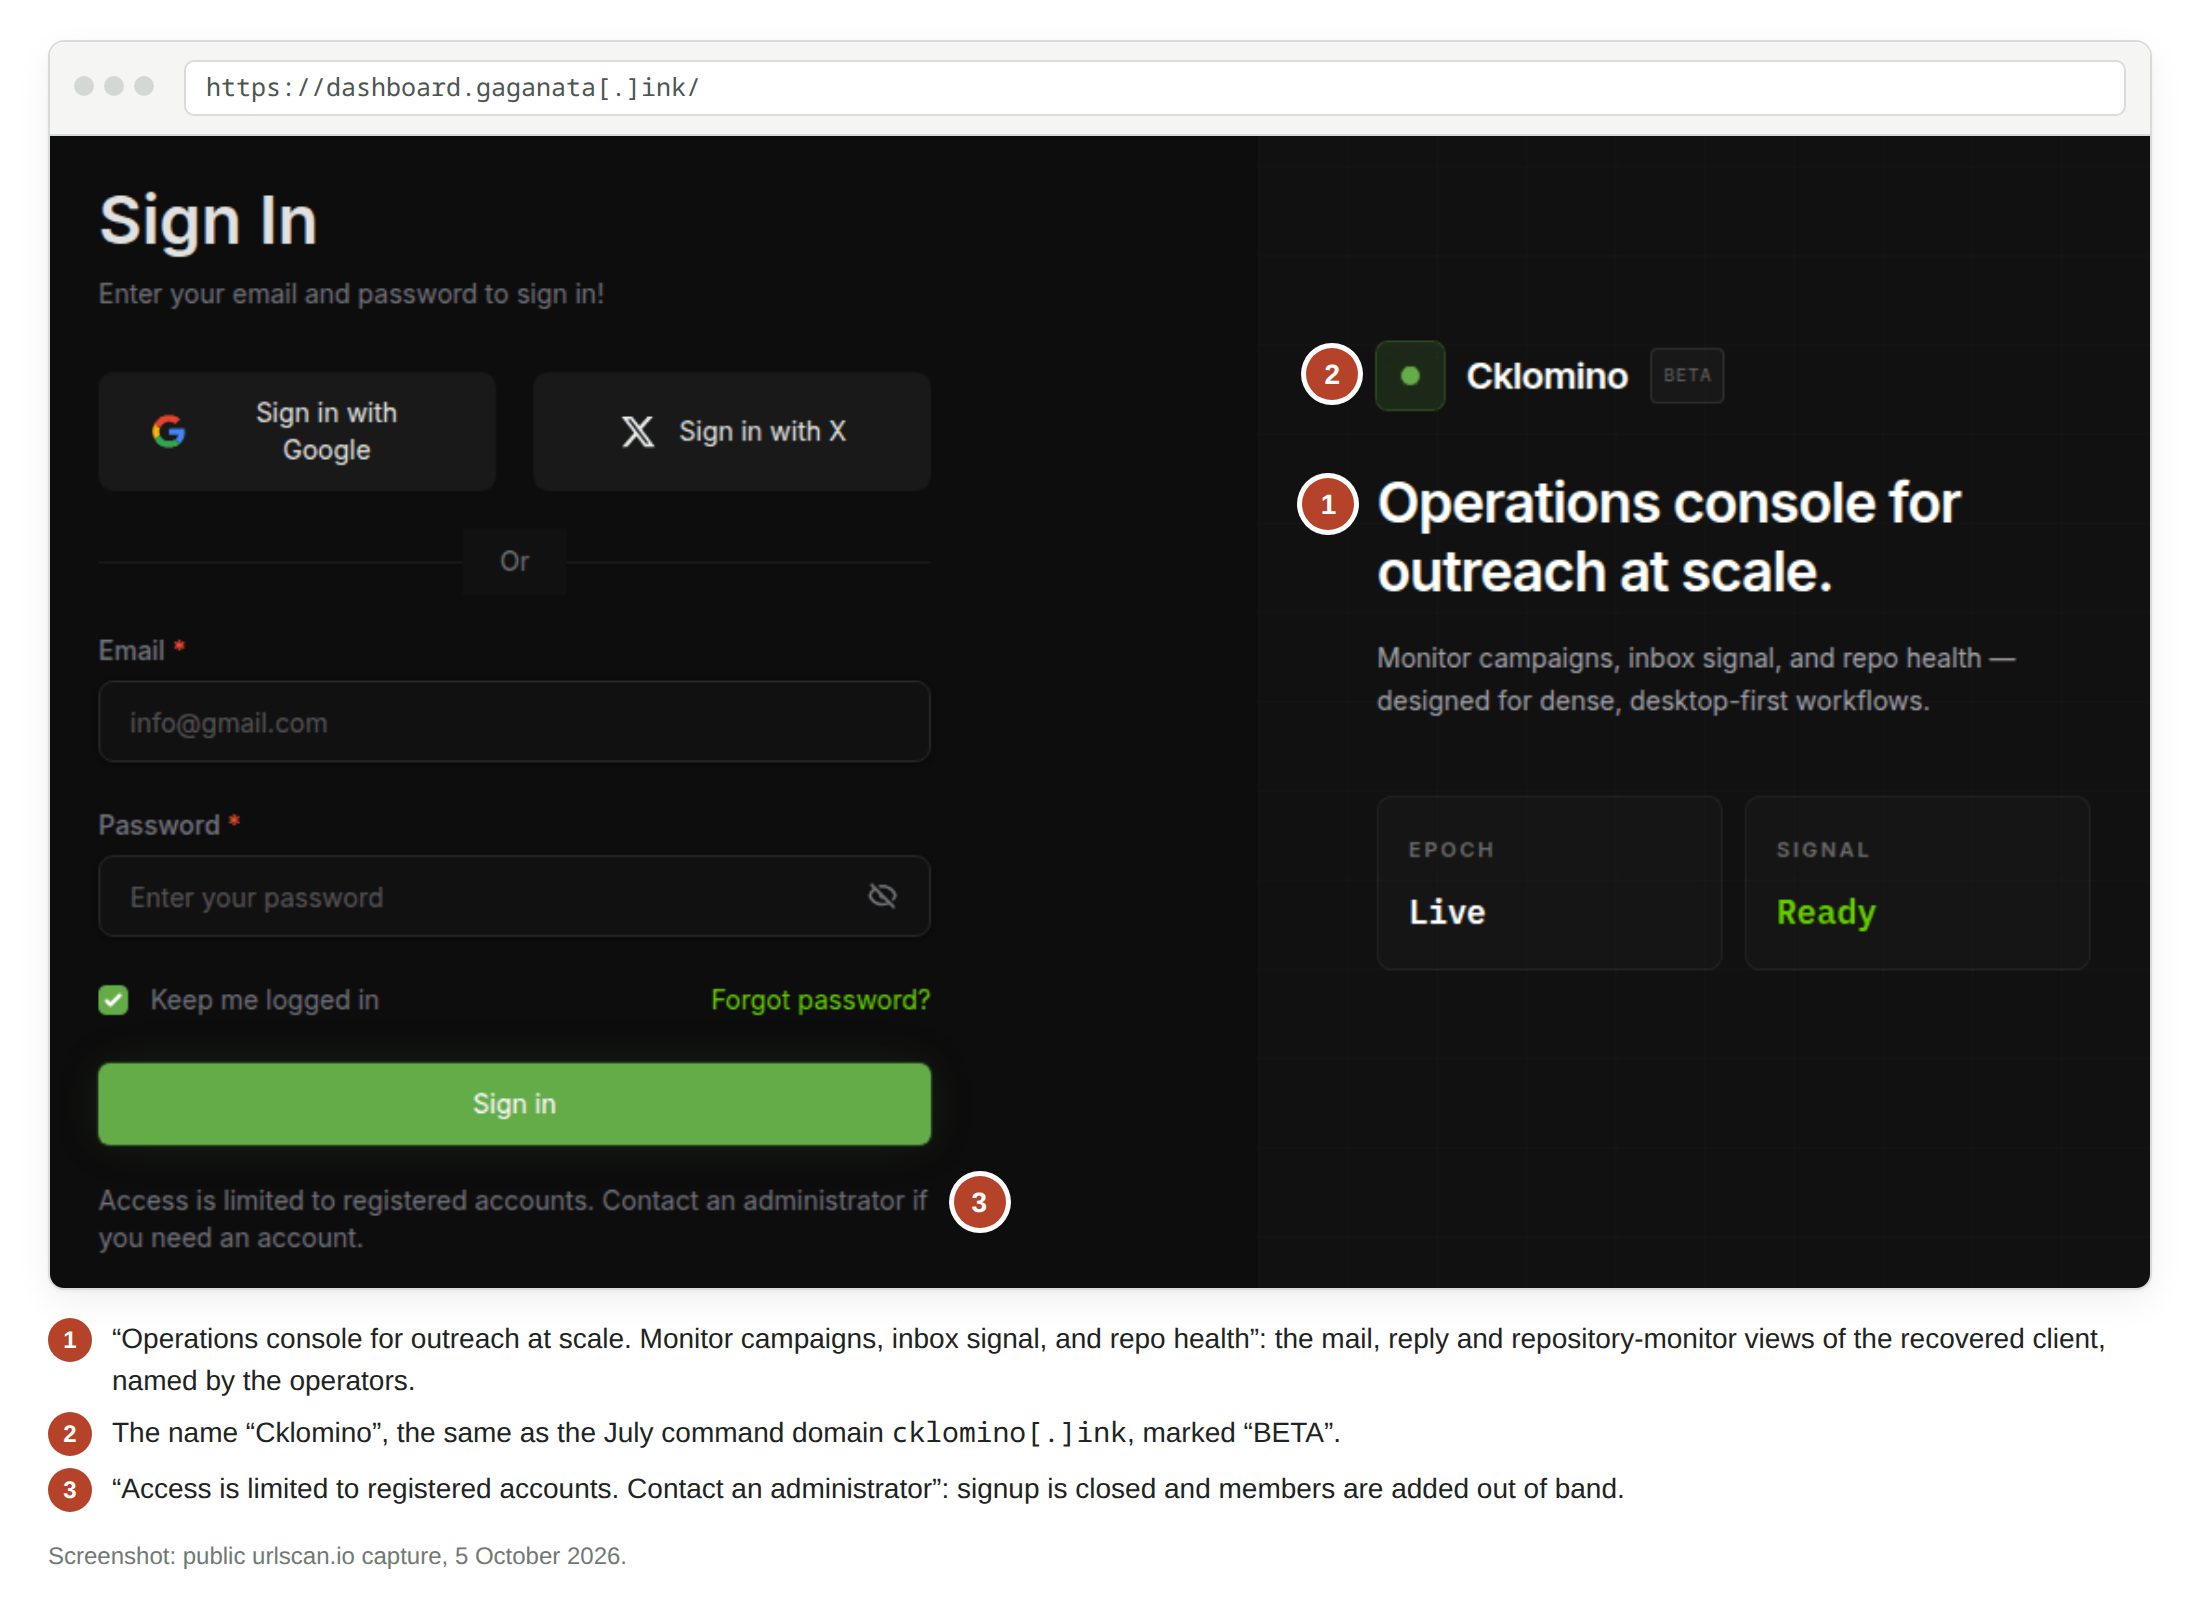 https://dashboard.gaganata[.]ink/
Sign In
Enter your email and password to sign in!
Sign in with
Google
Sign in with X
Or
Email *
info@gmail.com
Password *
Enter your password
Keep me logged in
Forgot password?
Sign in
Access is limited to registered accounts. Contact an administrator if
you need an account.
3
2
Cklomino
BETA
1
Operations console for
outreach at scale.
Monitor campaigns, inbox signal, and repo health —
designed for dense, desktop-first workflows.
EPOCH
Live
SIGNAL
Ready
1 “Operations console for outreach at scale. Monitor campaigns, inbox signal, and repo health”: the mail, reply and repository-monitor views of the recovered client,
named by the operators.
2 The name “Cklomino”, the same as the July command domain cklomino[.]ink, marked “BETA”.
3 “Access is limited to registered accounts. Contact an administrator”: signup is closed and members are added out of band.
Screenshot: public urlscan.io capture, 5 October 2026.